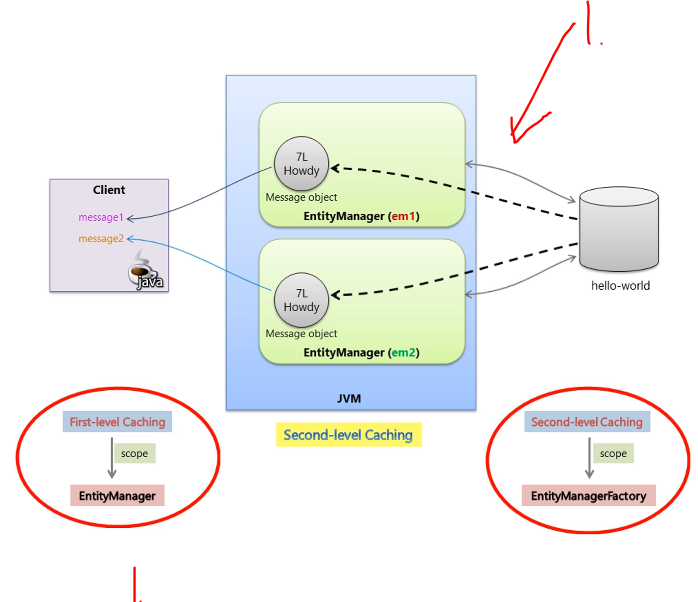 1.
Client
message1
message2
java
7L
Howdy
Message object
EntityManager (em1)
7L
Howdy
Message object
EntityManager (em2)
JVM
hello-world
Second-level Caching
First-level Caching
scope
EntityManager
Second-level Caching
scope
EntityManagerFactory